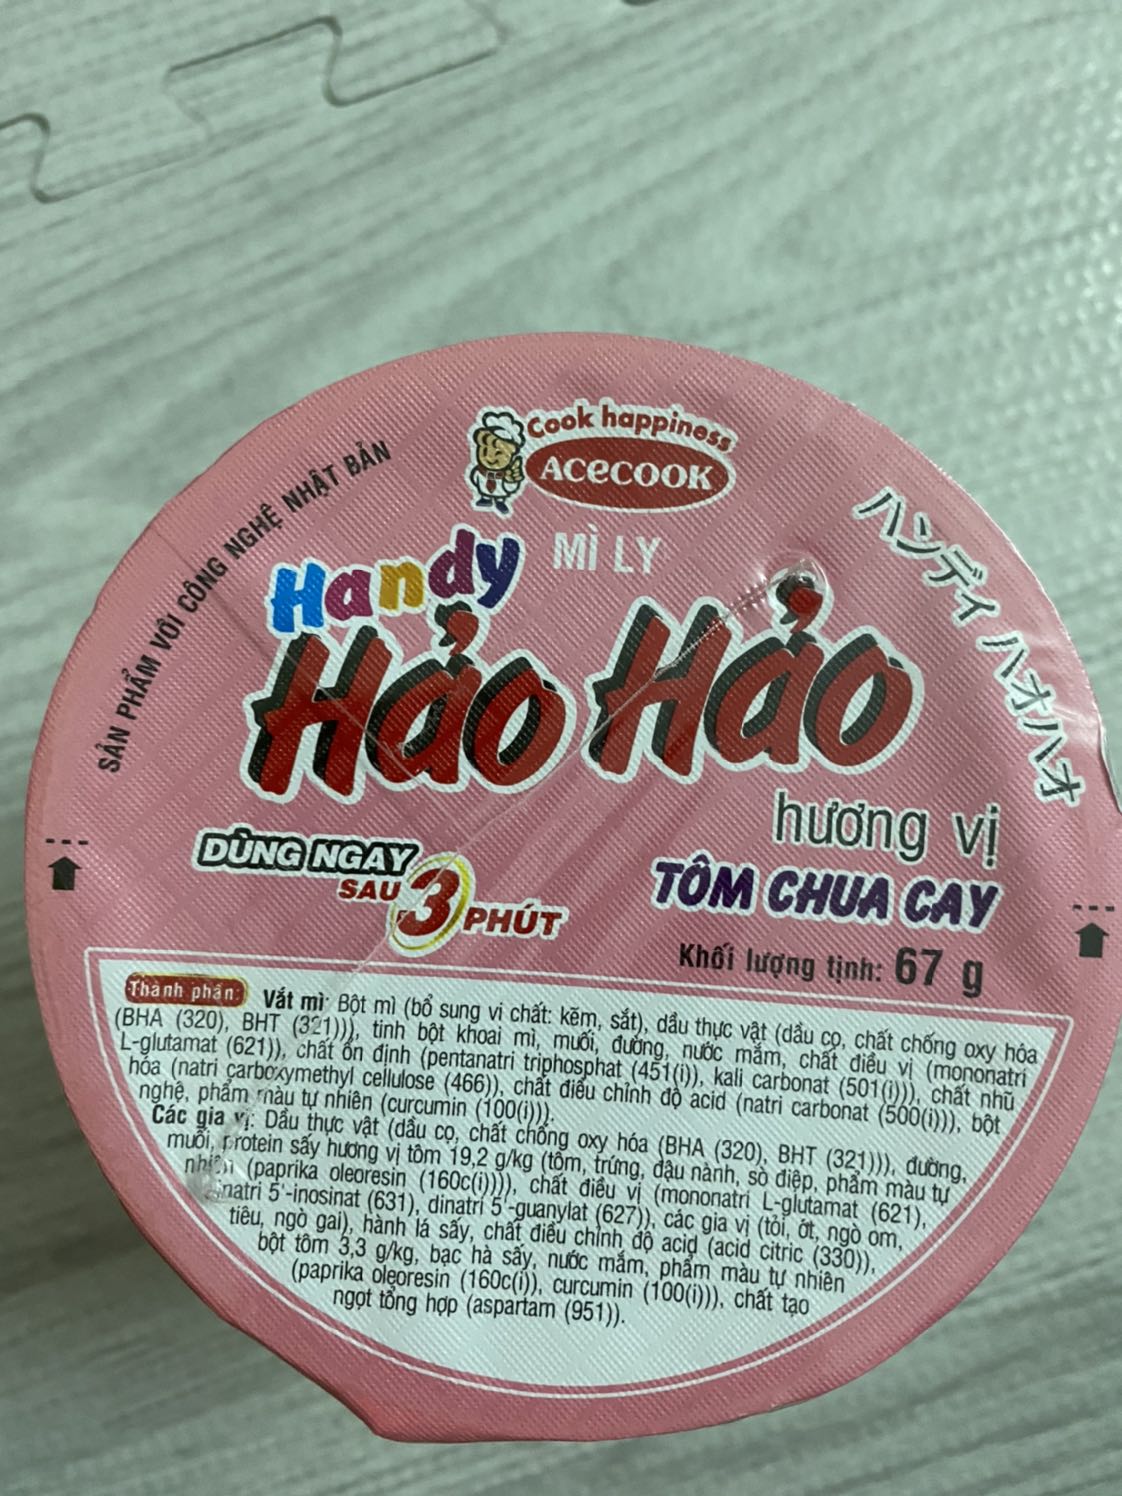 Cook happiness
ACECOOK
SẢN PHẨM VỚI CÔNG NGHỆ NHẬT BẢN
Handy
MÌ LY
ハンディ ハオハオ
Hảo Hảo
hương vị
TÔM CHUA CAY
DÙNG NGAY
SAU 3 PHÚT
Khối lượng tịnh: 67 g
Thành phần: Vắt mì: Bột mì (bổ sung vi chất: kẽm, sắt), dầu thực vật (dầu cọ, chất chống oxy hóa
(BHA (320), BHT (321))), tinh bột khoai mì, muối, đường, nước mắm, chất điều vị (mononatri
L-glutamat (621)), chất ổn định (pentanatri triphosphat (451(i)), kali carbonat (501(i))), chất nhũ
hóa (natri carboxymethyl cellulose (466)), chất điều chỉnh độ acid (natri carbonat (500(i))), bột
nghệ, phẩm màu tự nhiên (curcumin (100(i))).
Các gia vị: Dầu thực vật (dầu cọ, chất chống oxy hóa (BHA (320), BHT (321))), đường,
muối, protein sấy hương vị tôm 19,2 g/kg (tôm, trứng, đậu nành, sò điệp, phẩm màu tự
nhiên (paprika oleoresin (160c(i)))), chất điều vị (mononatri L-glutamat (621),
dinatri 5'-inosinat (631), dinatri 5'-guanylat (627)), các gia vị (tỏi, ớt, ngò om,
tiêu, ngò gai), hành lá sấy, chất điều chỉnh độ acid (acid citric (330)),
bột tôm 3,3 g/kg, bạc hà sấy, nước mắm, phẩm màu tự nhiên
(paprika oleoresin (160c(i)), curcumin (100(i))), chất tạo
ngọt tổng hợp (aspartam (951)).